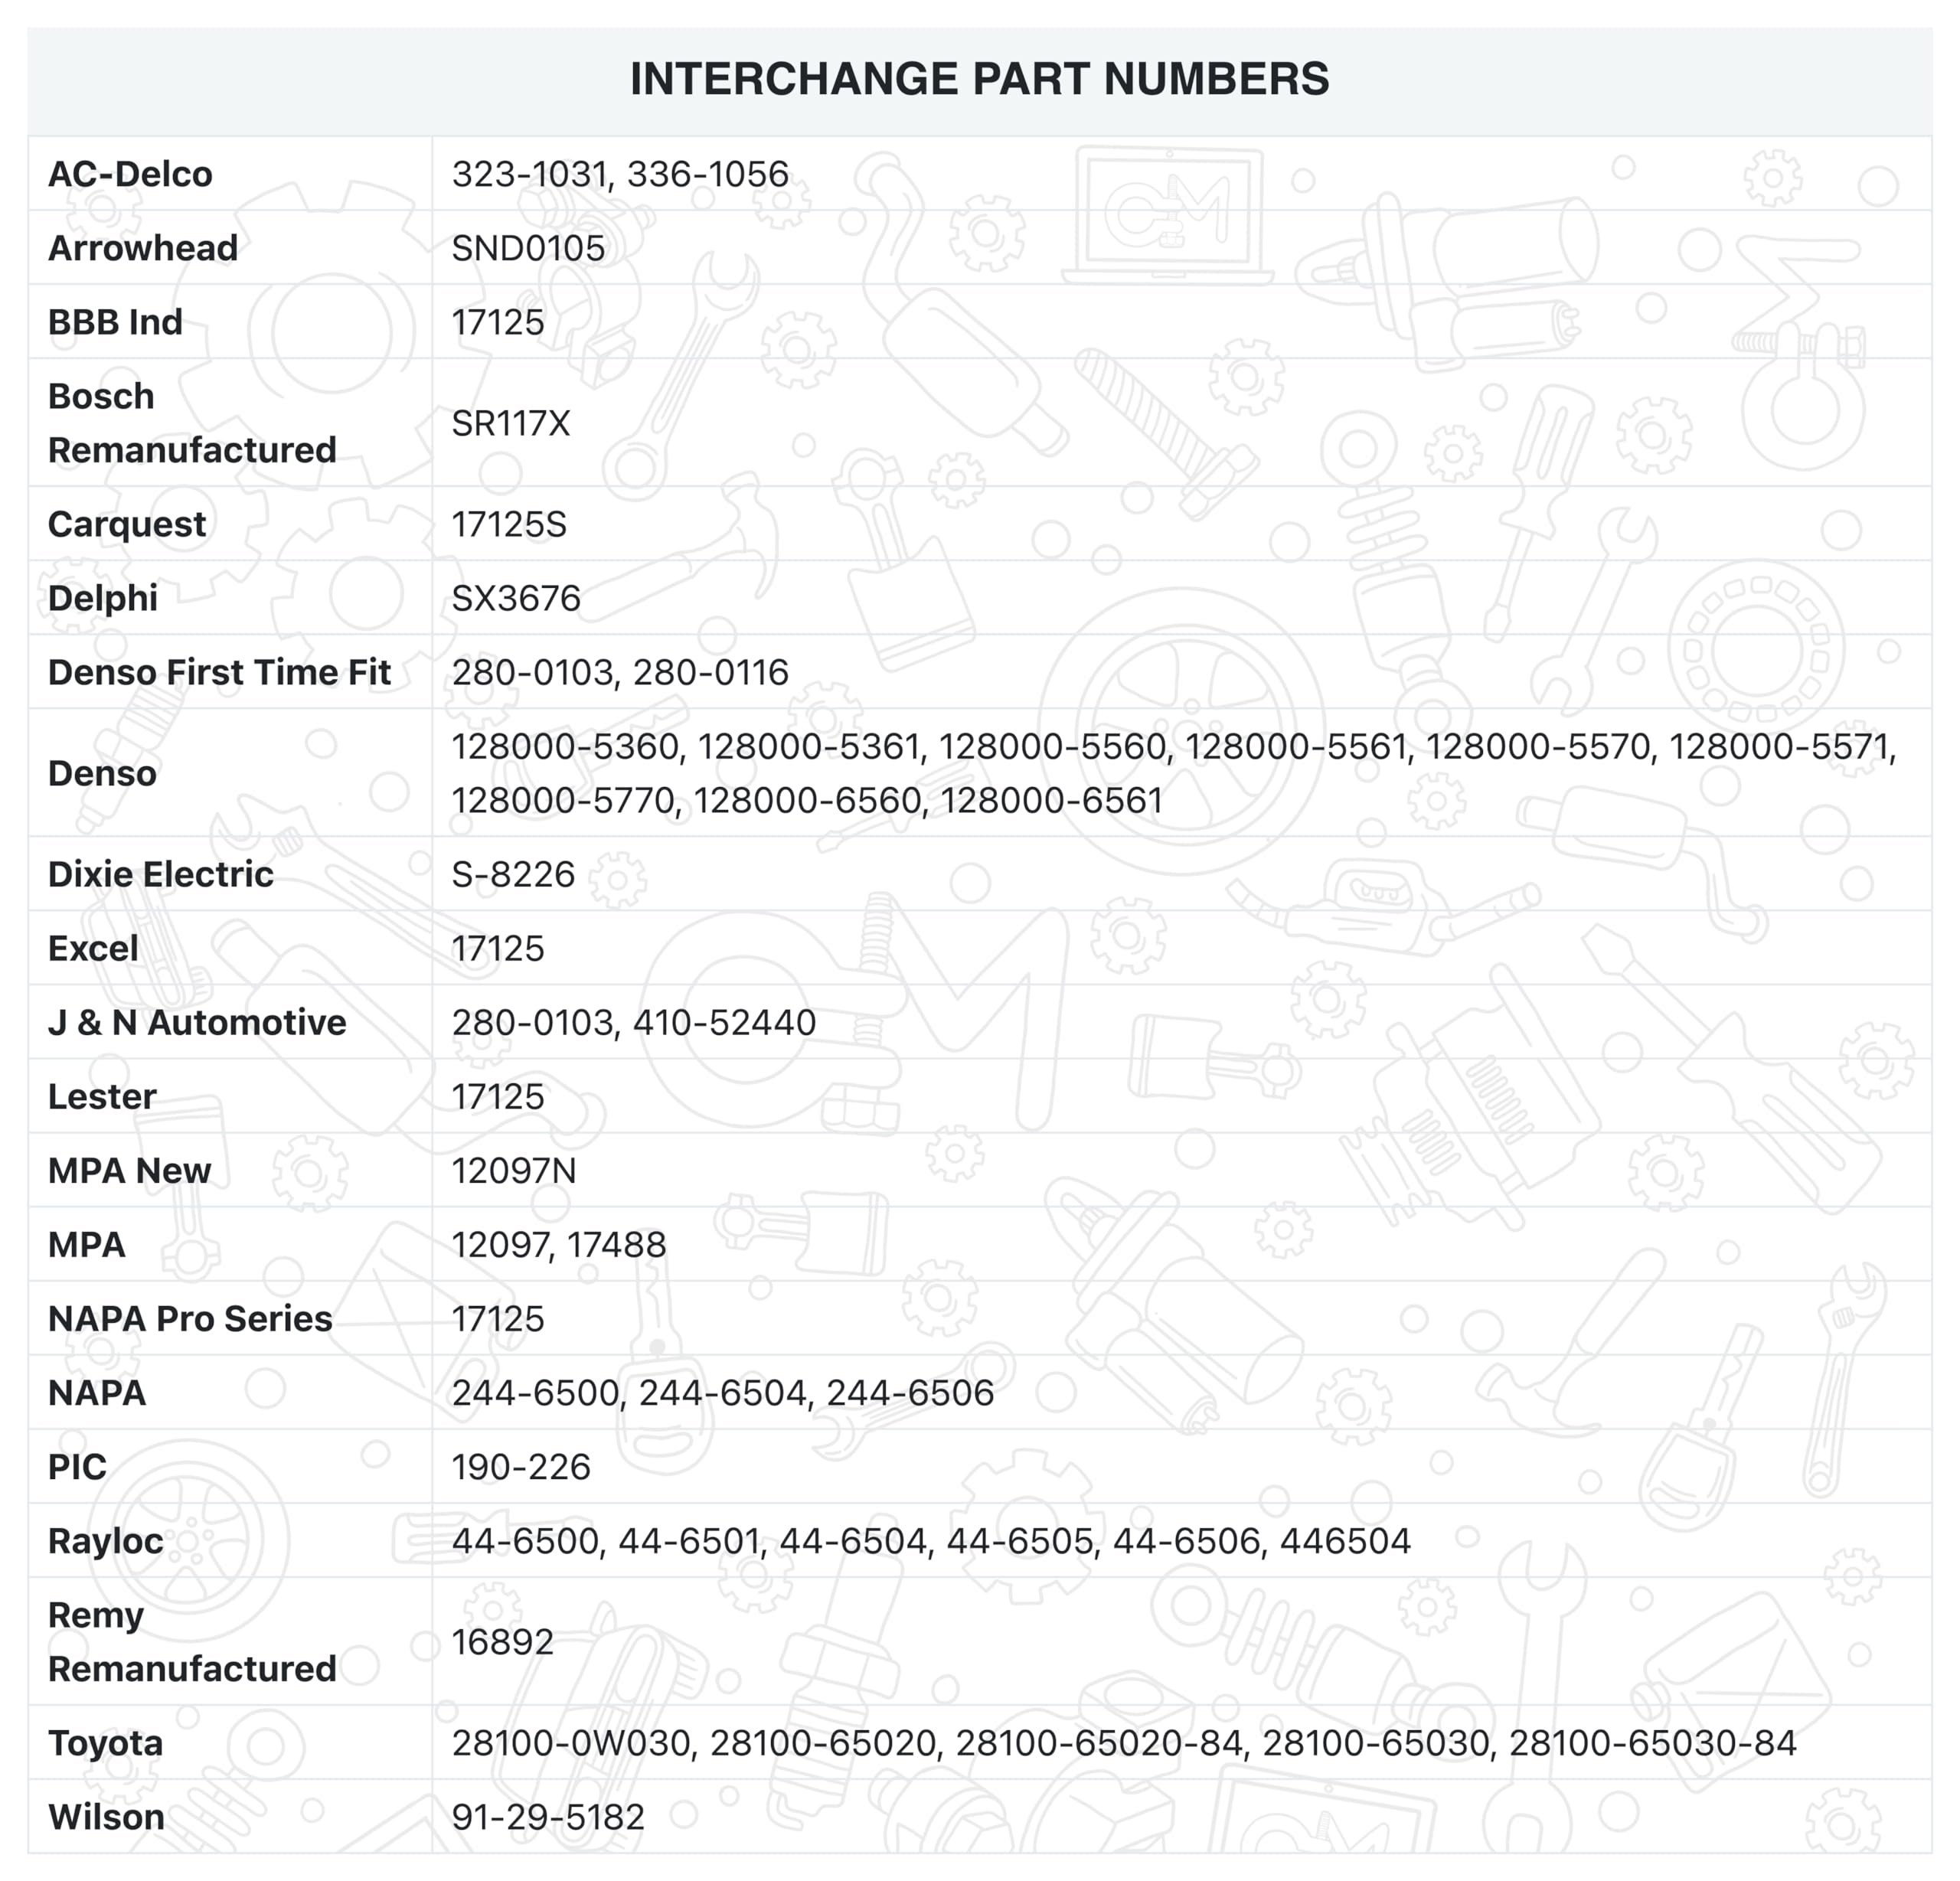 INTERCHANGE PART NUMBERS
AC-Delco 323-1031, 336-1056
Arrowhead SND0105
BBB Ind 17125
Bosch
Remanufactured
SR117X
Carquest 17125S
Delphi SX3676
Denso First Time Fit 280-0103, 280-0116
Denso
128000-5360, 128000-5361, 128000-5560, 128000-5561, 128000-5570, 128000-5571,
128000-5770, 128000-6560, 128000-6561
Dixie Electric S-8226
Excel 17125
J & N Automotive 280-0103, 410-52440
Lester 17125
MPA New 12097N
MPA 12097, 17488
NAPA Pro Series 17125
NAPA 244-6500, 244-6504, 244-6506
PIC 190-226
Rayloc 44-6500, 44-6501, 44-6504, 44-6505, 44-6506, 446504
Remy
Remanufactured
16892
Toyota 28100-0W030, 28100-65020, 28100-65020-84, 28100-65030, 28100-65030-84
Wilson 91-29-5182